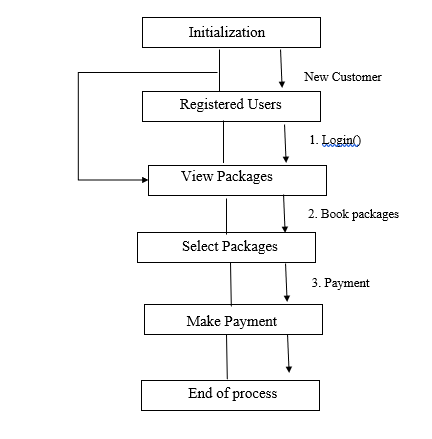 Initialization
New Customer
Registered Users
1. Login()
View Packages
2. Book packages
Select Packages
3. Payment
Make Payment
End of process